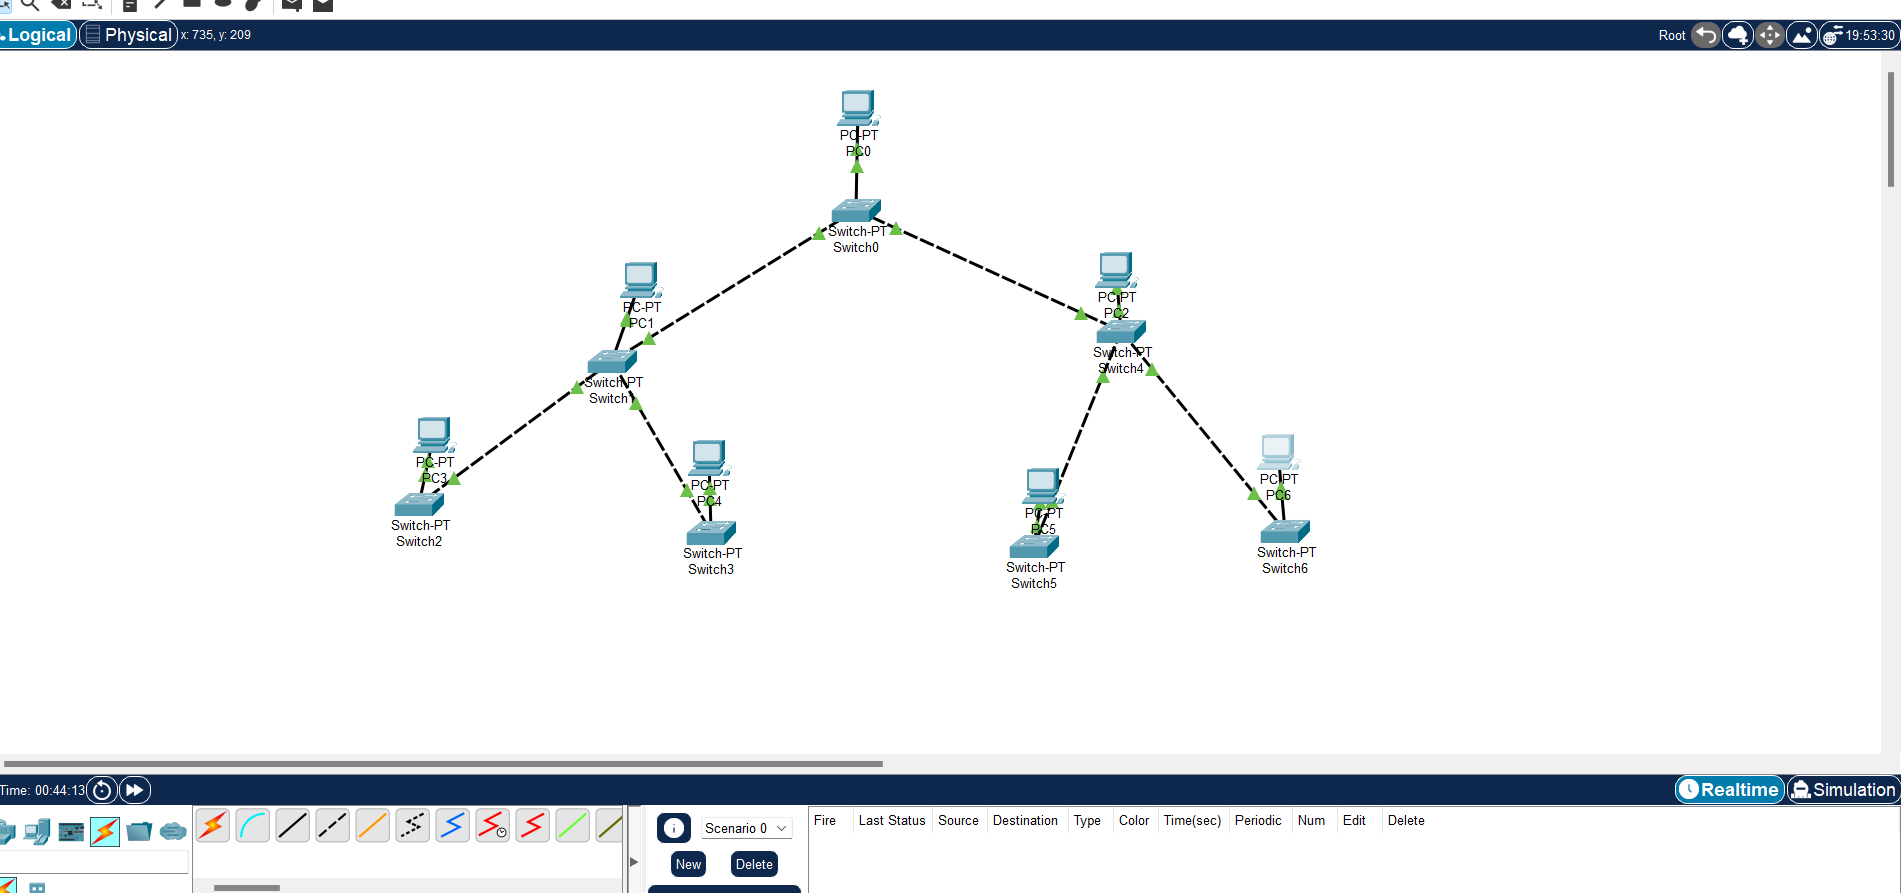 Logical Physical x: 735, y: 209 Root 19:53:30
PC-PT
PC0
Switch-PT
Switch0
PC-PT
PC1
PC-PT
PC2
Switch-PT
Switch1
Switch-PT
Switch4
PC-PT
PC3
Switch-PT
Switch2
PC-PT
PC4
Switch-PT
Switch3
PC-PT
PC5
Switch-PT
Switch5
PC-PT
PC6
Switch-PT
Switch6
Time: 00:44:13 Realtime Simulation
Scenario 0
New Delete
Fire Last Status Source Destination Type Color Time(sec) Periodic Num Edit Delete